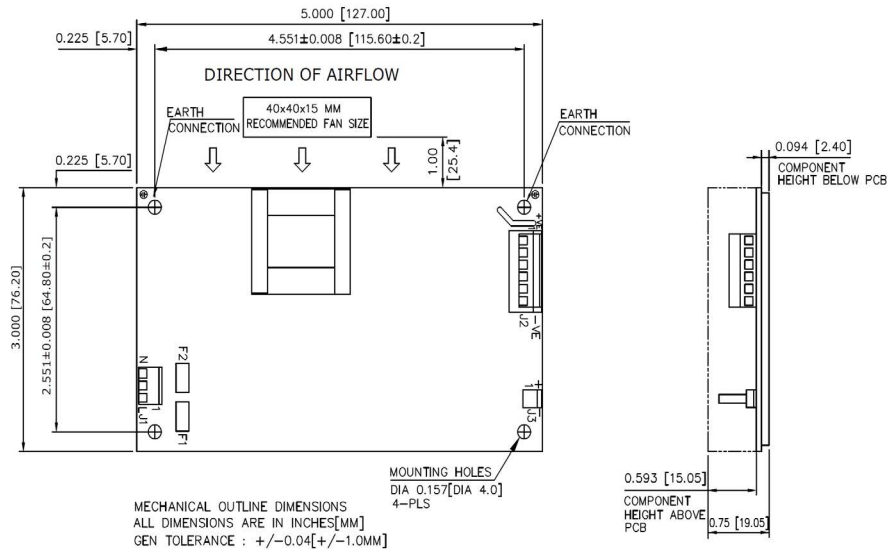 5.000 [127.00]
0.225 [5.70]
4.551±0.008 [115.60±0.2]
DIRECTION OF AIRFLOW
40x40x15 MM
RECOMMENDED FAN SIZE
EARTH
CONNECTION
EARTH
CONNECTION
0.225 [5.70]
1.00
[25.4]
0.094 [2.40]
COMPONENT
HEIGHT BELOW PCB
3.000 [76.20]
2.551±0.008 [64.80±0.2]
+VE
1
J2
-VE
N
F2
L
1
J1
F1
+
1
-
J3
MOUNTING HOLES
DIA 0.157[DIA 4.0]
4-PLS
0.593 [15.05]
COMPONENT
HEIGHT ABOVE
PCB
0.75 [19.05]
MECHANICAL OUTLINE DIMENSIONS
ALL DIMENSIONS ARE IN INCHES[MM]
GEN TOLERANCE : +/-0.04[+/-1.0MM]